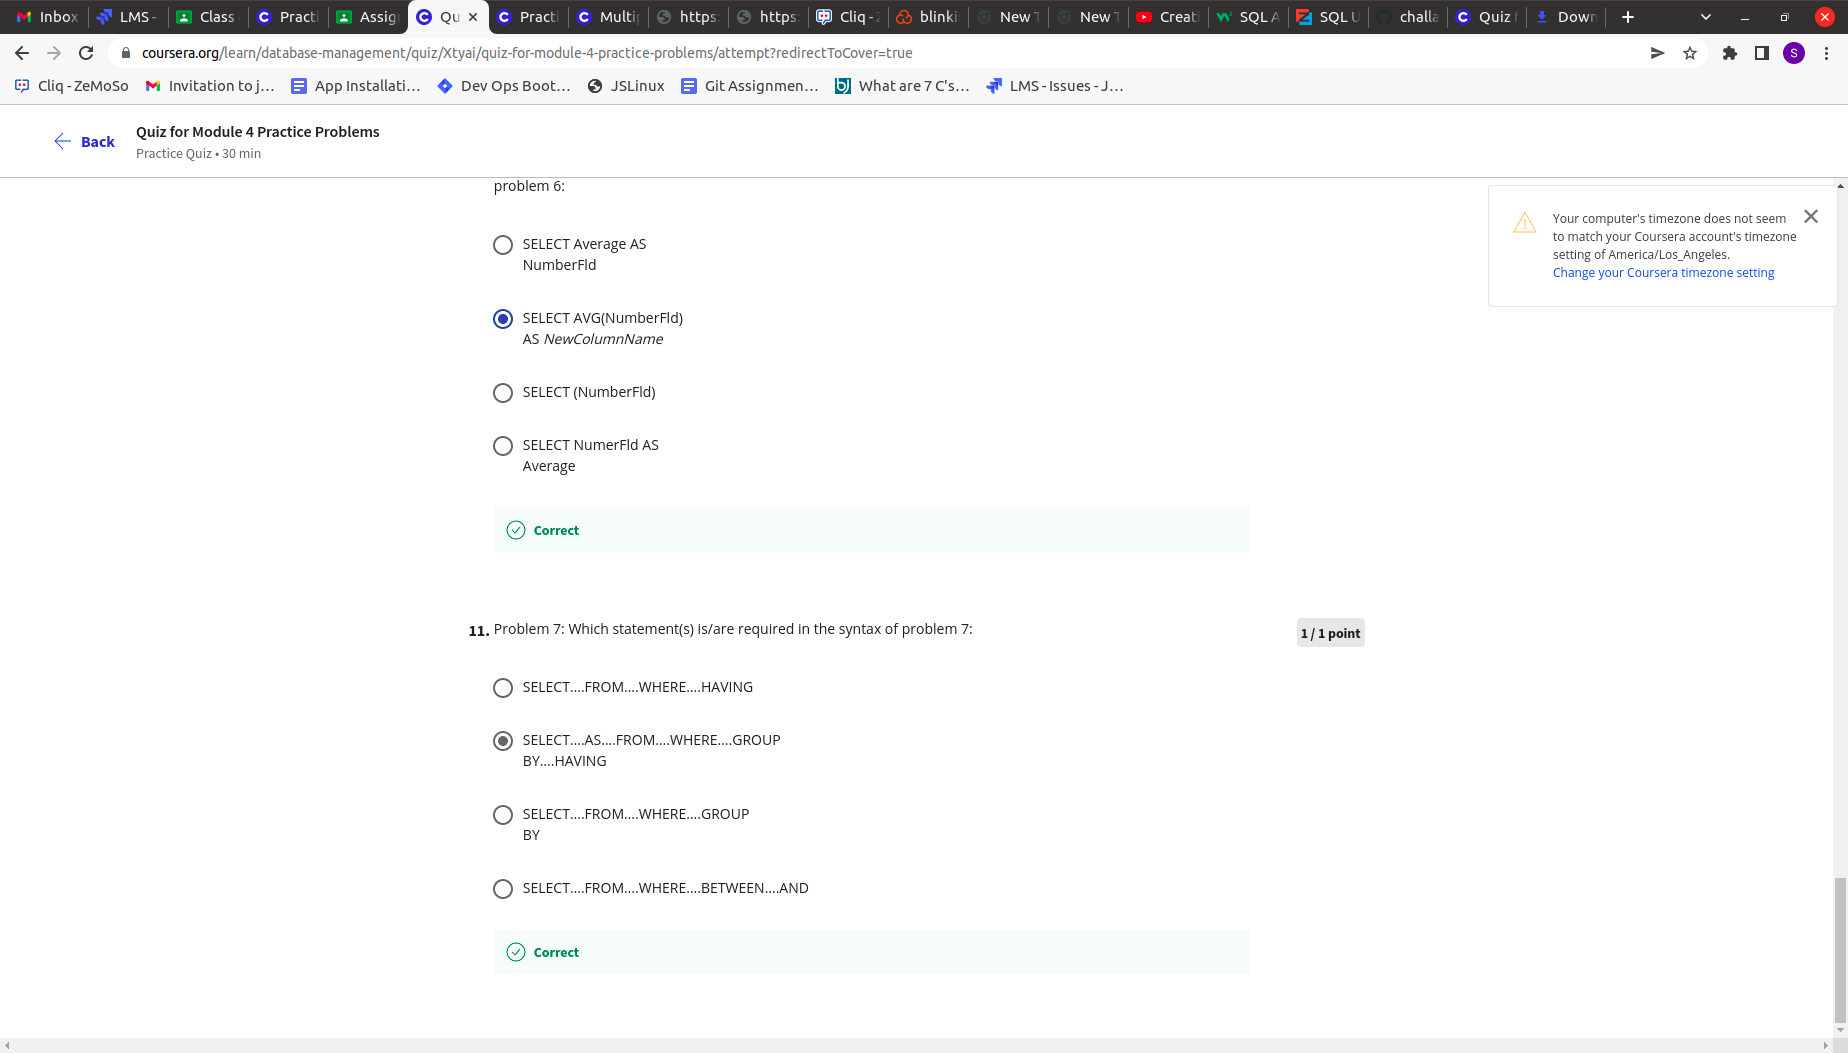 Inbox
LMS -
Class
Practi
Assig
Qu
Practi
Multip
https:
https:
Cliq - Z
blinki
New T
New T
Creati
SQL A
SQL U
challa
Quiz f
Down
coursera.org/learn/database-management/quiz/Xtyai/quiz-for-module-4-practice-problems/attempt?redirectToCover=true
S
Cliq - ZeMoSo
Invitation to j...
App Installati...
Dev Ops Boot...
JSLinux
Git Assignmen...
What are 7 C's...
LMS - Issues - J...
Back
Quiz for Module 4 Practice Problems
Practice Quiz • 30 min
problem 6:
Your computer's timezone does not seem
to match your Coursera account's timezone
setting of America/Los_Angeles.
Change your Coursera timezone setting
SELECT Average AS
NumberFld
SELECT AVG(NumberFld)
AS NewColumnName
SELECT (NumberFld)
SELECT NumerFld AS
Average
Correct
11. Problem 7: Which statement(s) is/are required in the syntax of problem 7:
1 / 1 point
SELECT....FROM....WHERE....HAVING
SELECT....AS....FROM....WHERE....GROUP
BY....HAVING
SELECT....FROM....WHERE....GROUP
BY
SELECT....FROM....WHERE....BETWEEN....AND
Correct